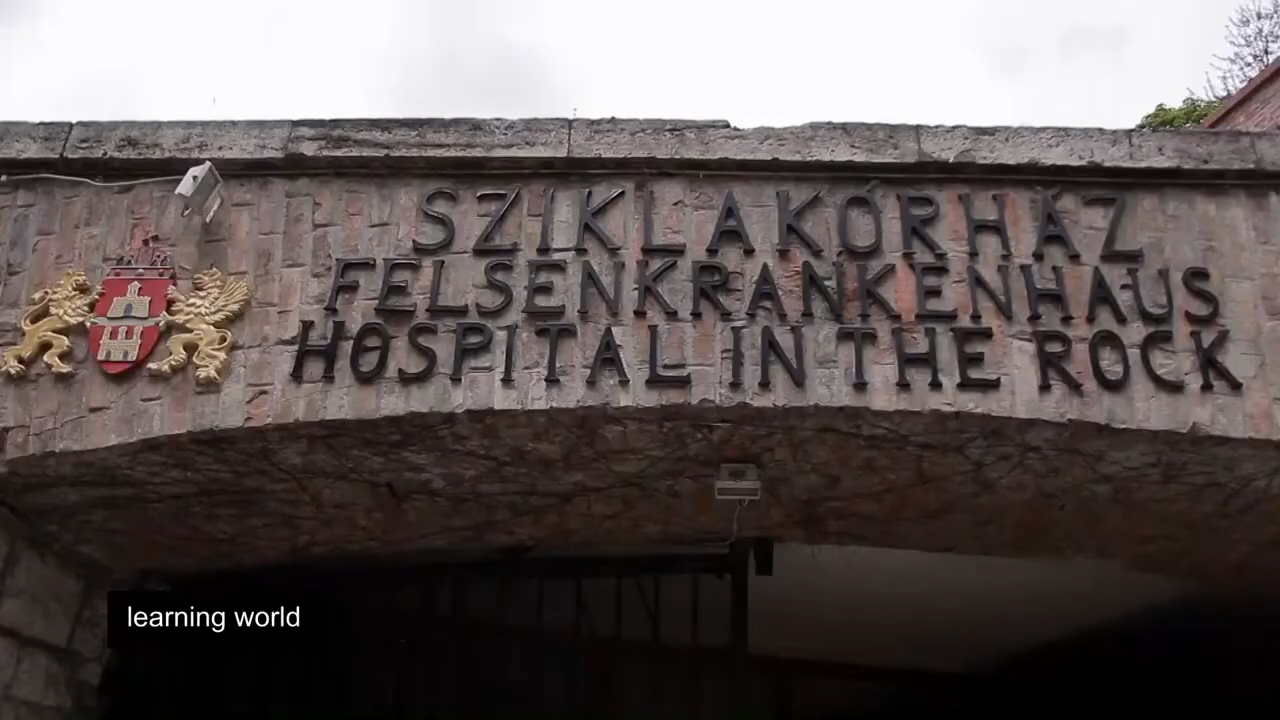 SZIKLAKÓRHÁZ
FELSENKRANKENHAUS
HOSPITAL IN THE ROCK
learning world